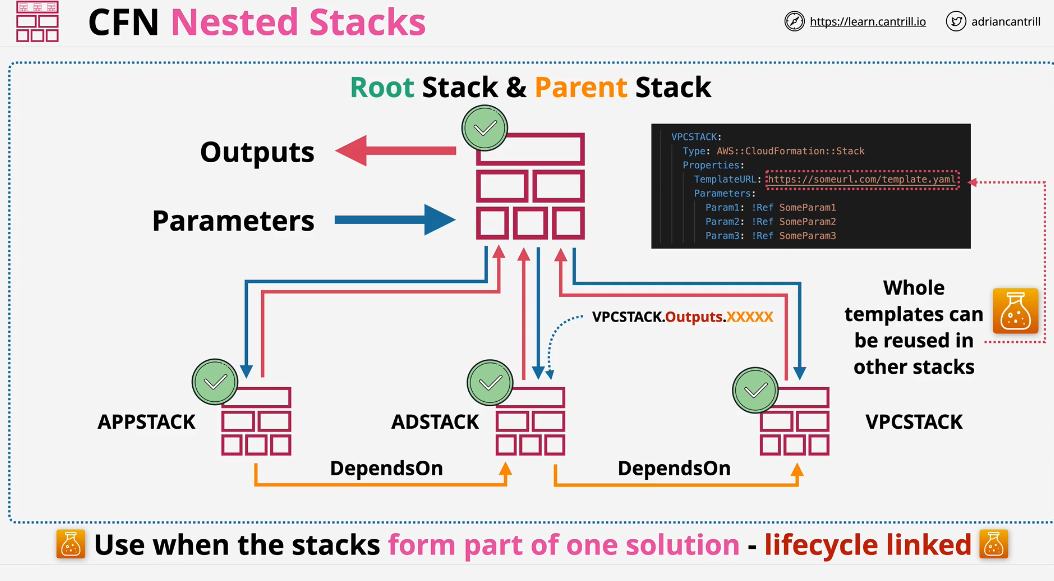 CFN Nested Stacks
https://learn.cantrill.io
adriancantrill
Root Stack & Parent Stack
Outputs
Parameters
VPCSTACK:
Type: AWS::CloudFormation::Stack
Properties:
TemplateURL: https://someurl.com/template.yaml
Parameters:
Param1: !Ref SomeParam1
Param2: !Ref SomeParam2
Param3: !Ref SomeParam3
Whole
templates can
be reused in
other stacks
VPCSTACK.Outputs.XXXXX
APPSTACK
ADSTACK
VPCSTACK
DependsOn
DependsOn
Use when the stacks form part of one solution - lifecycle linked